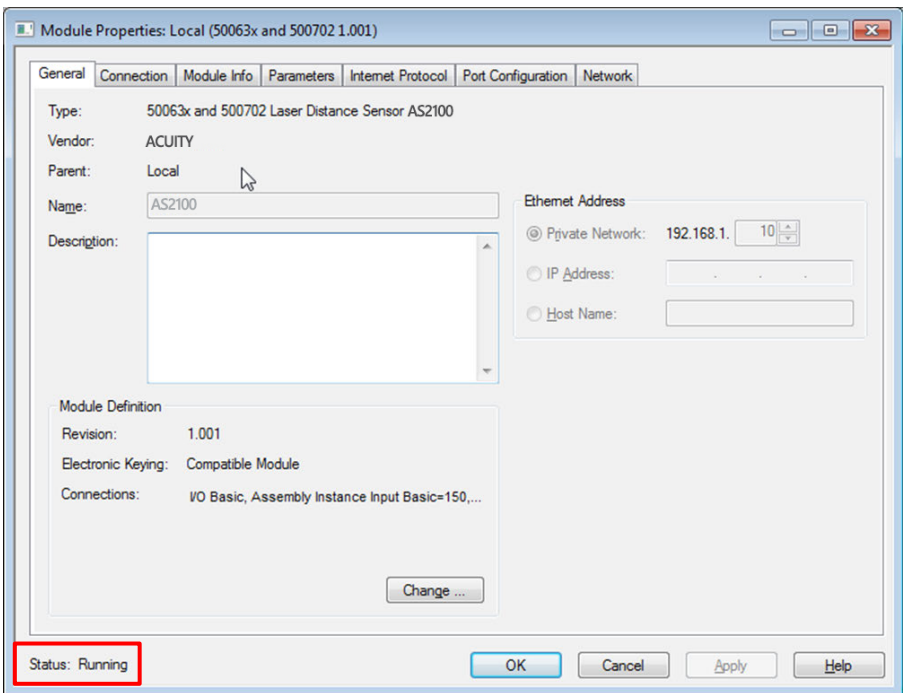 Module Properties: Local (50063x and 500702 1.001)
General Connection Module Info Parameters Internet Protocol Port Configuration Network
Type: 50063x and 500702 Laser Distance Sensor AS2100
Vendor: ACUITY
Parent: Local
Name: AS2100
Description:
Ethernet Address
Private Network: 192.168.1. 10
IP Address: . . .
Host Name:
Module Definition
Revision: 1.001
Electronic Keying: Compatible Module
Connections: I/O Basic, Assembly Instance Input Basic=150,...
Change ...
Status: Running OK Cancel Apply Help